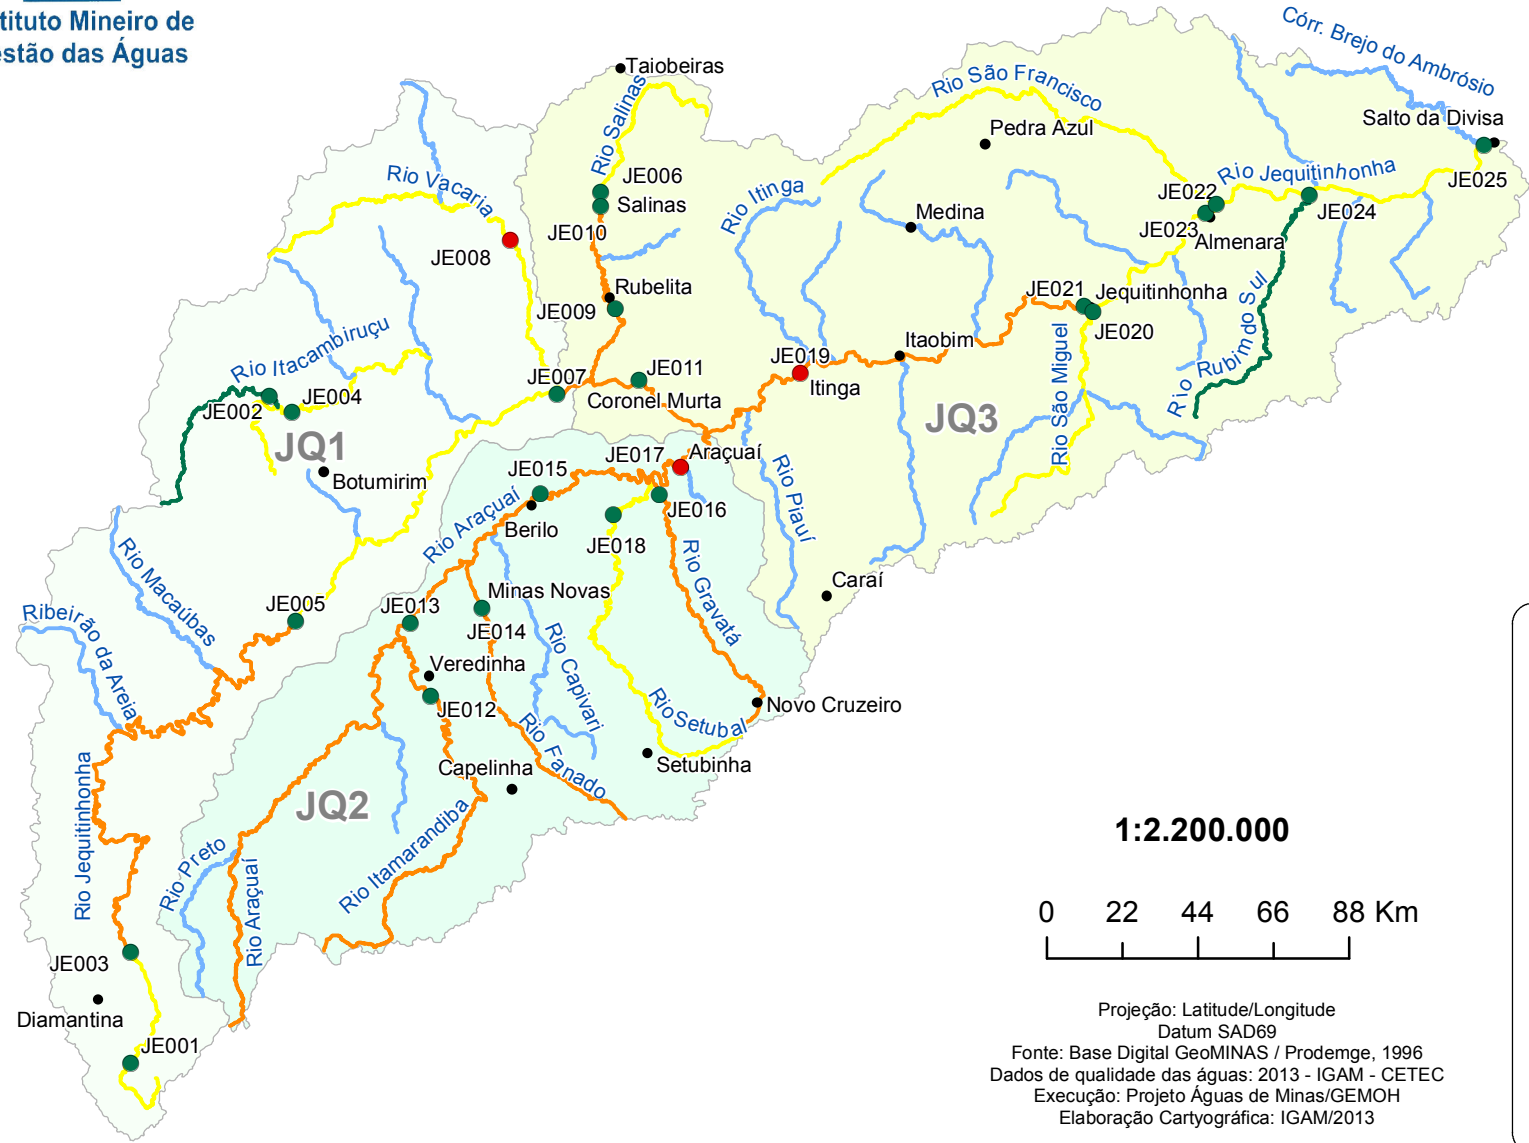 tituto Mineiro de
estão das Águas
Córr. Brejo do Ambrósio
Taiobeiras
Rio São Francisco
Rio Salinas
Salto da Divisa
Pedra Azul
Rio Vacaria
JE006
Rio Itinga
JE022
Rio Jequitinhonha
JE025
Salinas
Medina
JE024
JE010
JE023
Almenara
JE008
Rubelita
JE021
Jequitinhonha
JE009
JE020
Rio Itacambiruçu
Itaobim
Rio São Miguel
Rio Rubim do Sul
JE019
JE007
JE011
Itinga
JE002
JE004
Coronel Murta
JQ3
JQ1
JE017
Araçuaí
JE015
Botumirim
JE016
Rio Piauí
Rio Araçuaí
Berilo
JE018
Rio Macaúbas
Rio Gravatá
Minas Novas
Caraí
Ribeirão da Areia
JE005
JE013
JE014
Rio Capivari
Veredinha
JE012
Rio Setubal
Novo Cruzeiro
Rio Fanado
Setubinha
Capelinha
Rio Jequitinhonha
JQ2
Rio Itamarandiba
Rio Preto
Rio Araçuaí
JE003
Diamantina
JE001
1:2.200.000
0 22 44 66 88 Km
Projeção: Latitude/Longitude
Datum SAD69
Fonte: Base Digital GeoMINAS / Prodemge, 1996
Dados de qualidade das águas: 2013 - IGAM - CETEC
Execução: Projeto Águas de Minas/GEMOH
Elaboração Cartyográfica: IGAM/2013